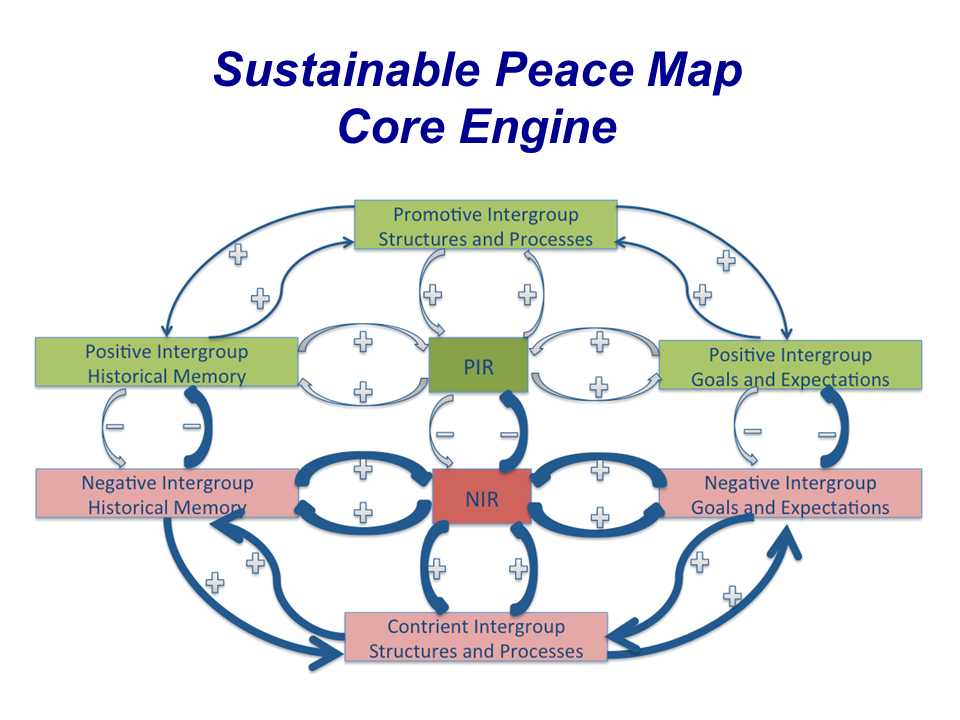 Sustainable Peace Map
Core Engine
Promotive Intergroup
Structures and Processes
+
+
+
+
+
+
Positive Intergroup
Historical Memory
+
+
PIR
+
+
Positive Intergroup
Goals and Expectations
–
–
–
–
–
–
Negative Intergroup
Historical Memory
+
+
NIR
+
+
Negative Intergroup
Goals and Expectations
+
+
+
+
+
+
Contrient Intergroup
Structures and Processes